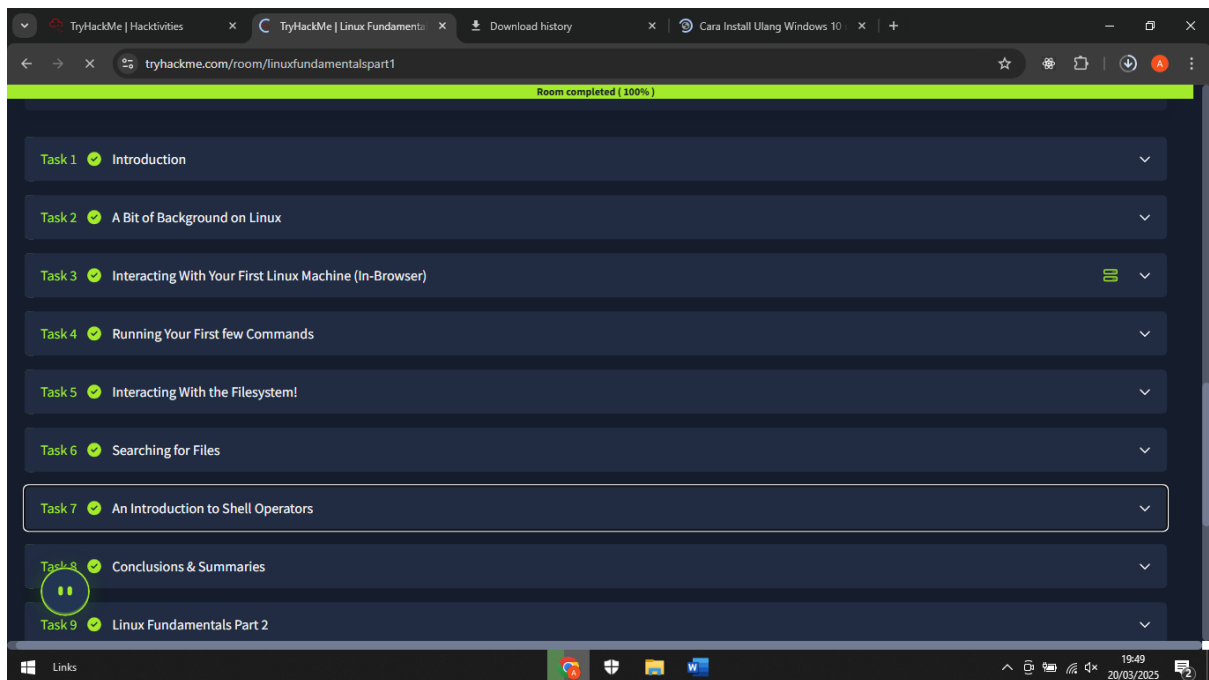 TryHackMe | Hacktivities
TryHackMe | Linux Fundamenta
Download history
Cara Install Ulang Windows 10
tryhackme.com/room/linuxfundamentalspart1
A
Room completed ( 100% )
Task 1 Introduction
Task 2 A Bit of Background on Linux
Task 3 Interacting With Your First Linux Machine (In-Browser)
Task 4 Running Your First few Commands
Task 5 Interacting With the Filesystem!
Task 6 Searching for Files
Task 7 An Introduction to Shell Operators
Task 8 Conclusions & Summaries
Task 9 Linux Fundamentals Part 2
Links
19:49
20/03/2025
2